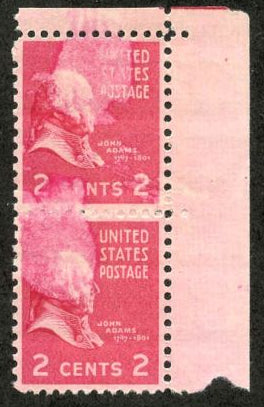 UNITED
STATES
POSTAGE
JOHN
ADAMS
1797-1801
2 CENTS 2
UNITED
STATES
POSTAGE
JOHN
ADAMS
1797-1801
2 CENTS 2